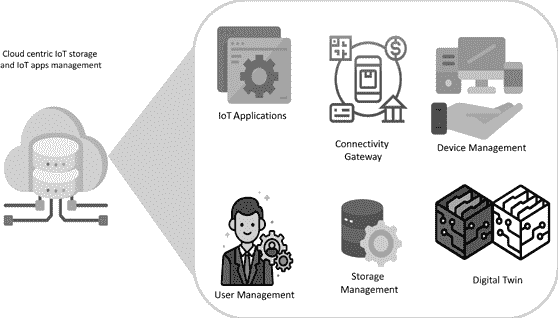 Cloud centric IoT storage
and IoT apps management
IoT Applications
Connectivity
Gateway
Device Management
User Management
Storage
Management
Digital Twin